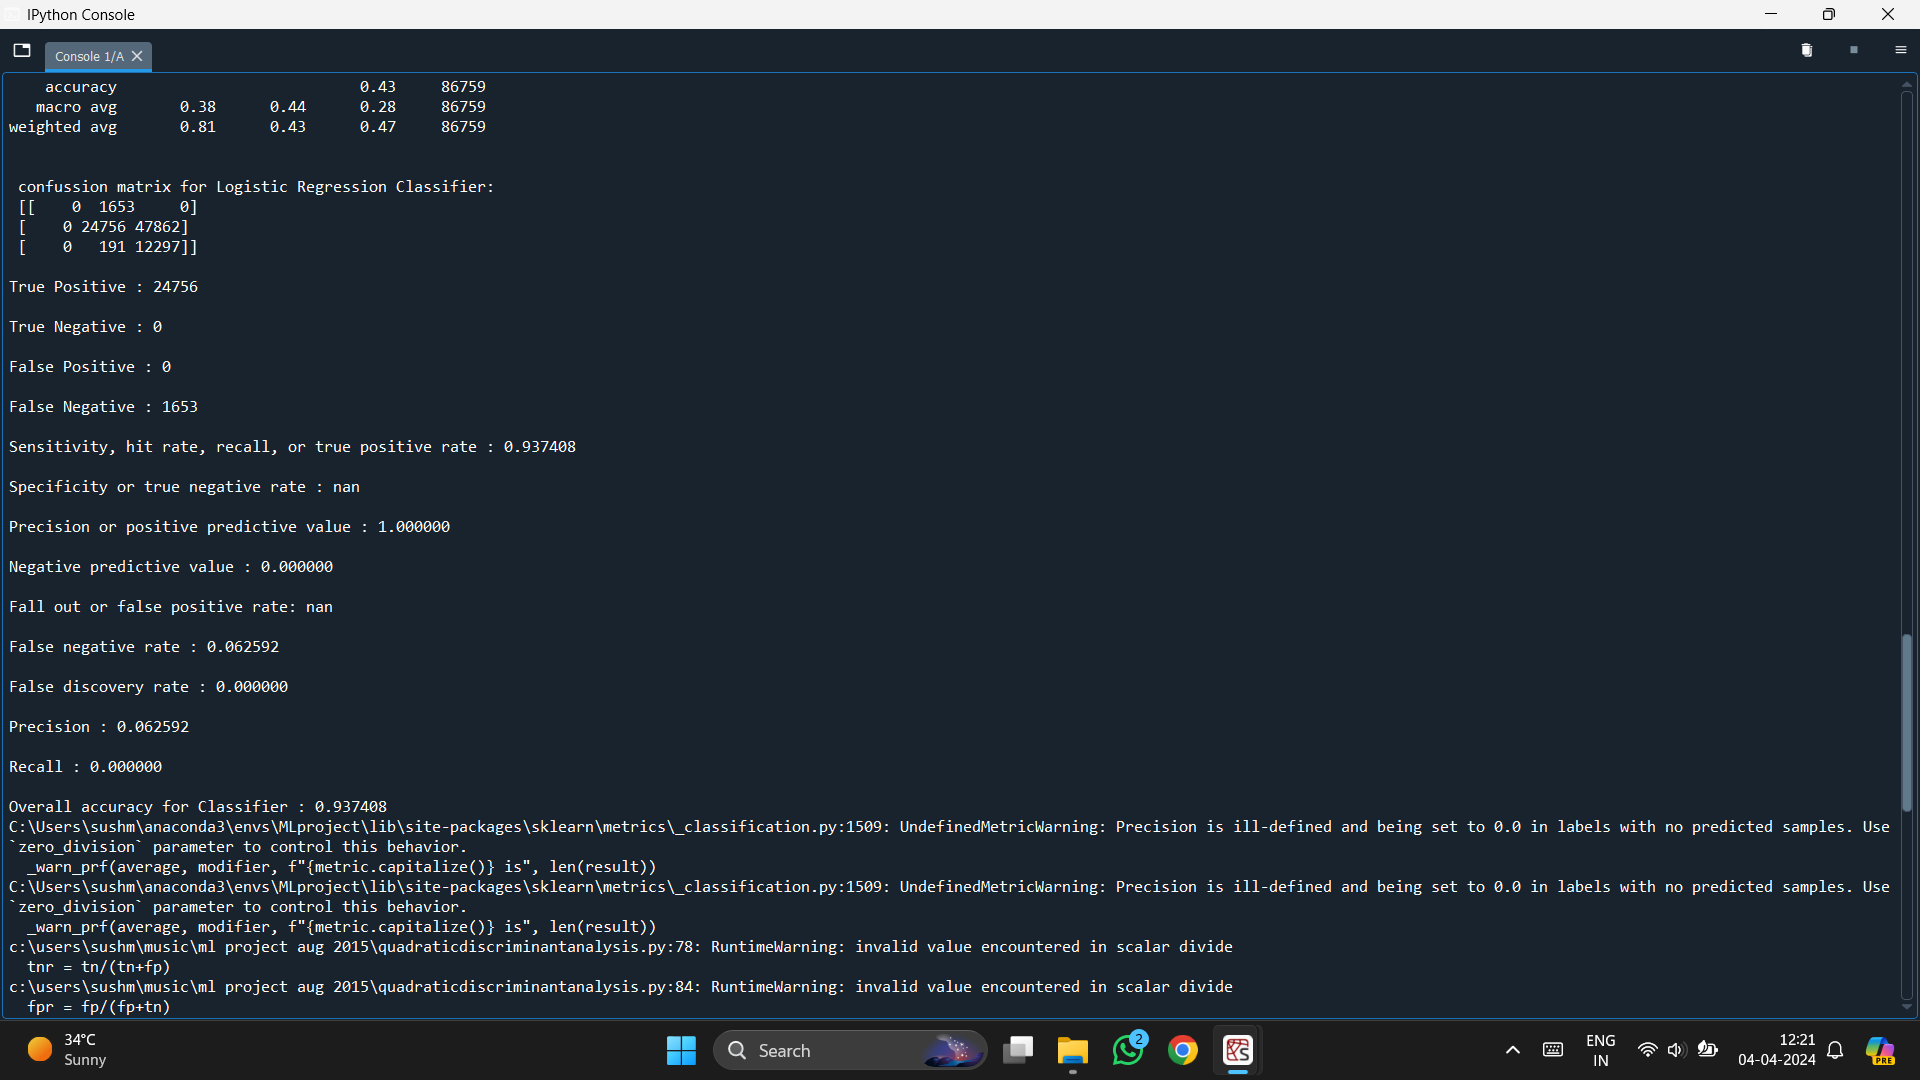 IPython Console
Console 1/A
accuracy 0.43 86759
macro avg 0.38 0.44 0.28 86759
weighted avg 0.81 0.43 0.47 86759
confussion matrix for Logistic Regression Classifier:
[[ 0 1653 0]
[ 0 24756 47862]
[ 0 191 12297]]
True Positive : 24756
True Negative : 0
False Positive : 0
False Negative : 1653
Sensitivity, hit rate, recall, or true positive rate : 0.937408
Specificity or true negative rate : nan
Precision or positive predictive value : 1.000000
Negative predictive value : 0.000000
Fall out or false positive rate: nan
False negative rate : 0.062592
False discovery rate : 0.000000
Precision : 0.062592
Recall : 0.000000
Overall accuracy for Classifier : 0.937408
C:\Users\sushm\anaconda3\envs\MLproject\lib\site-packages\sklearn\metrics\_classification.py:1509: UndefinedMetricWarning: Precision is ill-defined and being set to 0.0 in labels with no predicted samples. Use
`zero_division` parameter to control this behavior.
_warn_prf(average, modifier, f"{metric.capitalize()} is", len(result))
C:\Users\sushm\anaconda3\envs\MLproject\lib\site-packages\sklearn\metrics\_classification.py:1509: UndefinedMetricWarning: Precision is ill-defined and being set to 0.0 in labels with no predicted samples. Use
`zero_division` parameter to control this behavior.
_warn_prf(average, modifier, f"{metric.capitalize()} is", len(result))
c:\users\sushm\music\ml project aug 2015\quadraticdiscriminantanalysis.py:78: RuntimeWarning: invalid value encountered in scalar divide
tnr = tn/(tn+fp)
c:\users\sushm\music\ml project aug 2015\quadraticdiscriminantanalysis.py:84: RuntimeWarning: invalid value encountered in scalar divide
fpr = fp/(fp+tn)
34°C
Sunny
Search
2
ENG
IN
12:21
04-04-2024
PRE